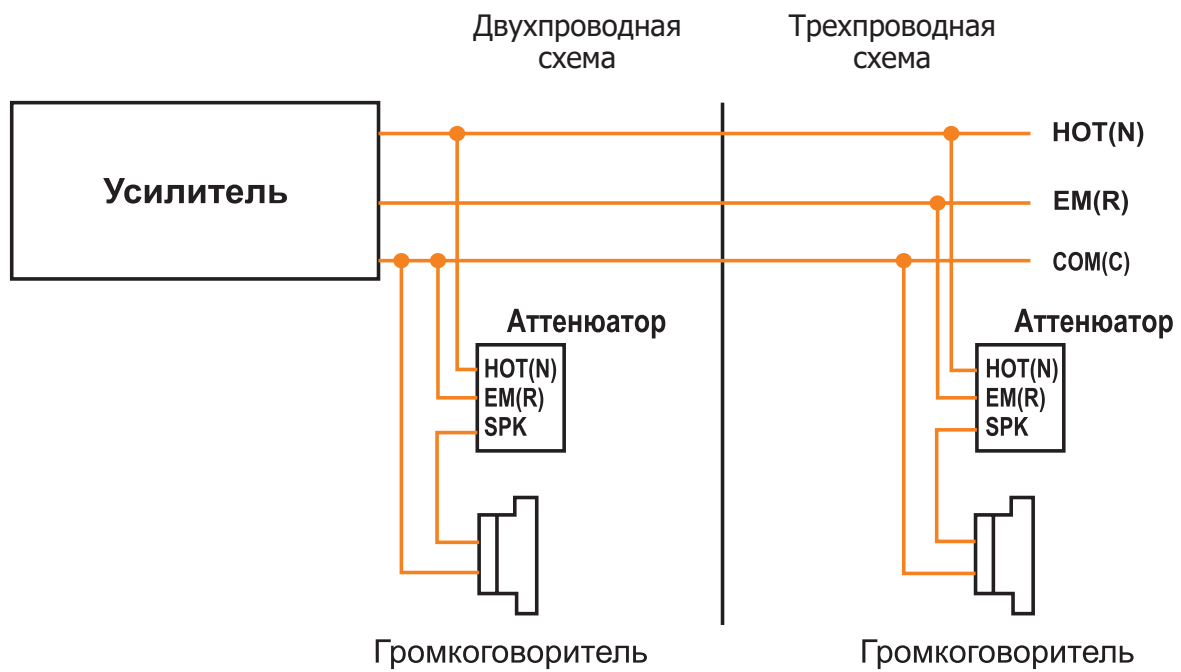 Двухпроводная
схема
Трехпроводная
схема
Усилитель
HOT(N)
EM(R)
COM(C)
Аттенюатор
HOT(N)
EM(R)
SPK
Громкоговоритель
Аттенюатор
HOT(N)
EM(R)
SPK
Громкоговоритель